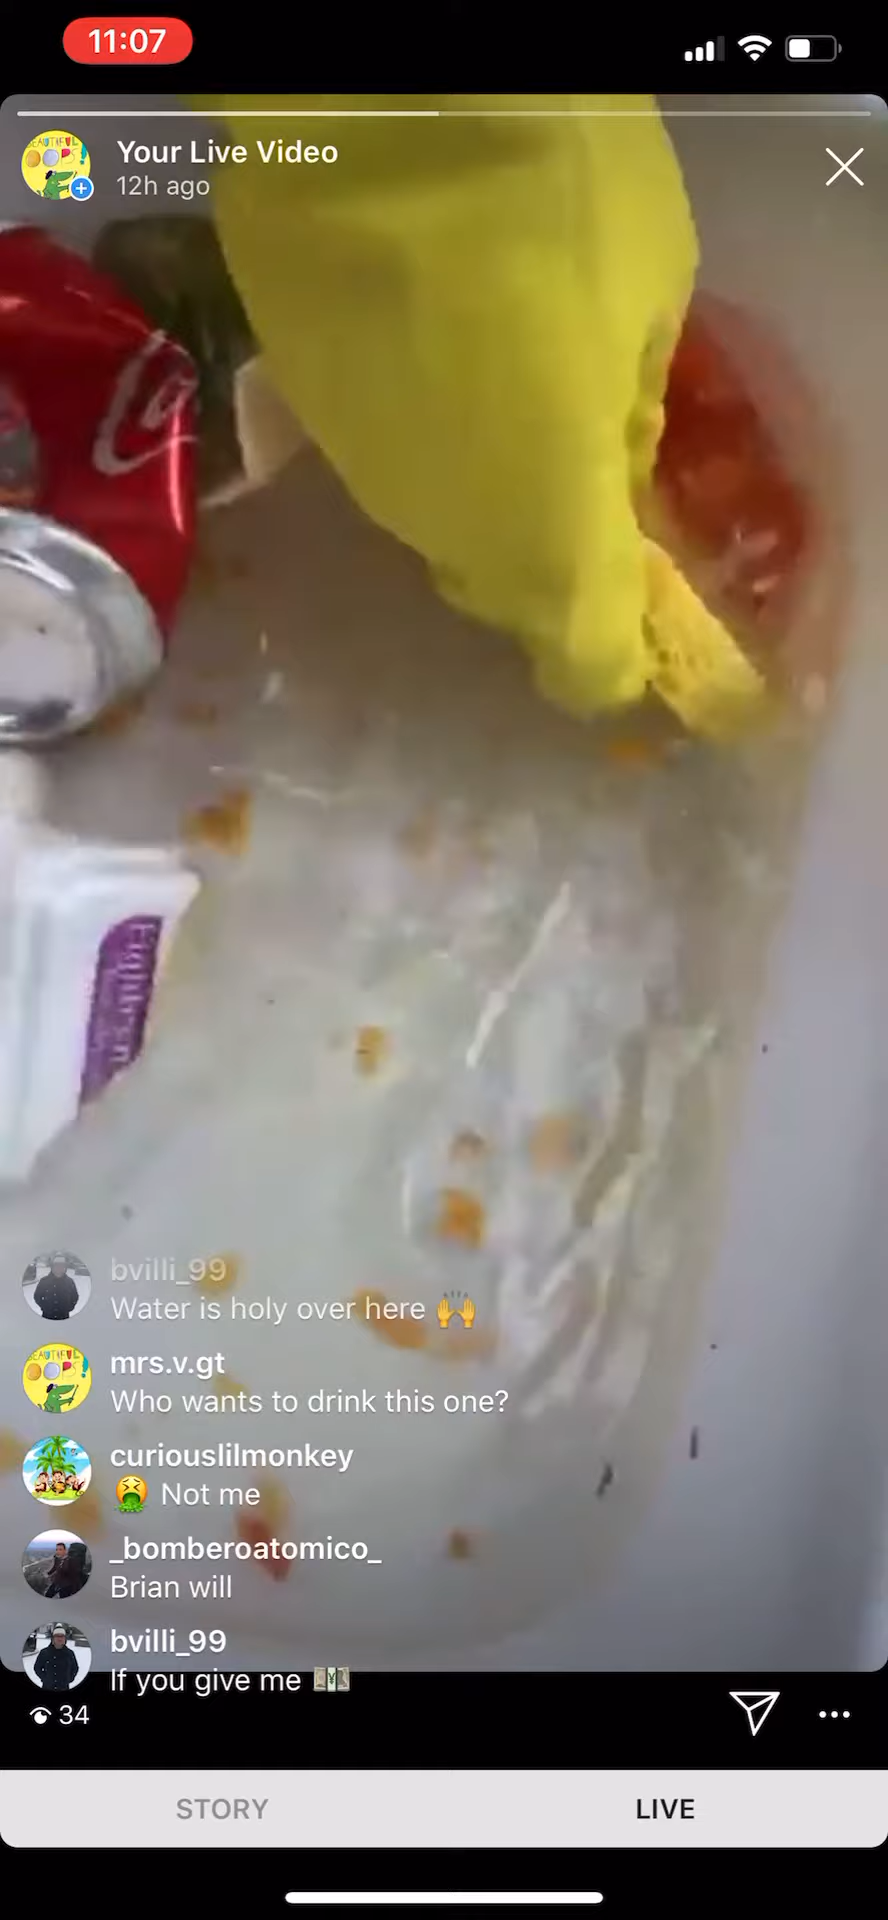 11:07
Your Live Video
12h ago
bvilli_99
Water is holy over here 🙌
mrs.v.gt
Who wants to drink this one?
curiouslilmonkey
🤮 Not me
_bomberoatomico_
Brian will
bvilli_99
If you give me 💴
34
STORY
LIVE